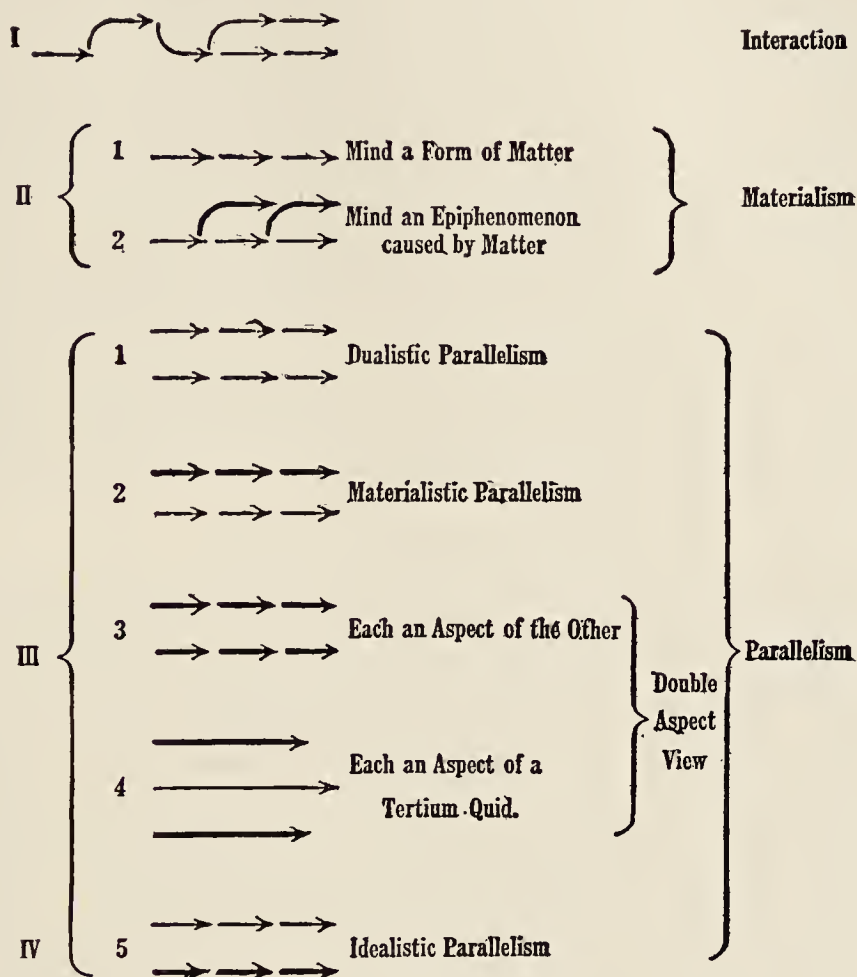 I Interaction
1 Mind a Form of Matter
II Materialism
2 Mind an Epiphenomenon
caused by Matter
1 Dualistic Parallelism
2 Materialistic Parallelism
3 Each an Aspect of the Other
III Parallelism
Double
Aspect
View
4 Each an Aspect of a
Tertium Quid.
IV 5 Idealistic Parallelism